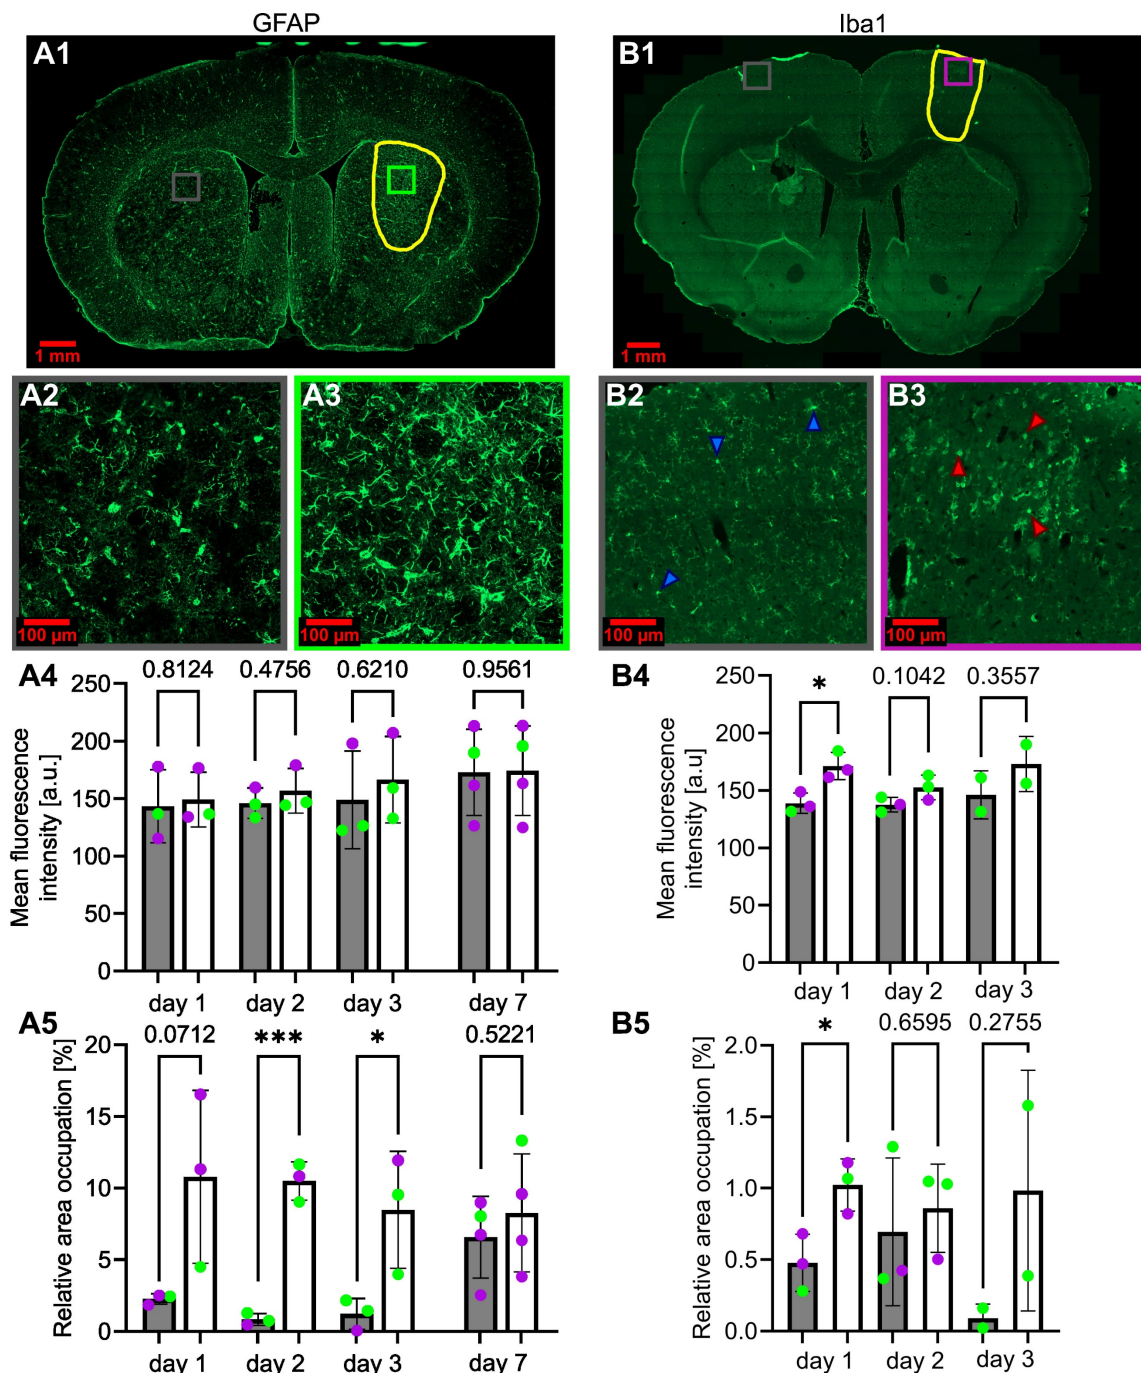 GFAP
Iba1
A1
B1
1 mm
1 mm
A2
A3
B2
B3
100 µm
100 µm
100 µm
100 µm
A4
0.8124
0.4756
0.6210
0.9561
Mean fluorescence
intensity [a.u.]
250
200
150
100
50
0
day 1
day 2
day 3
day 7
B4
*
0.1042
0.3557
Mean fluorescence
intensity [a.u]
250
200
150
100
50
0
day 1
day 2
day 3
A5
0.0712
***
*
0.5221
Relative area occupation [%]
20
15
10
5
0
day 1
day 2
day 3
day 7
B5
*
0.6595
0.2755
Relative area occupation [%]
2.0
1.5
1.0
0.5
0.0
day 1
day 2
day 3